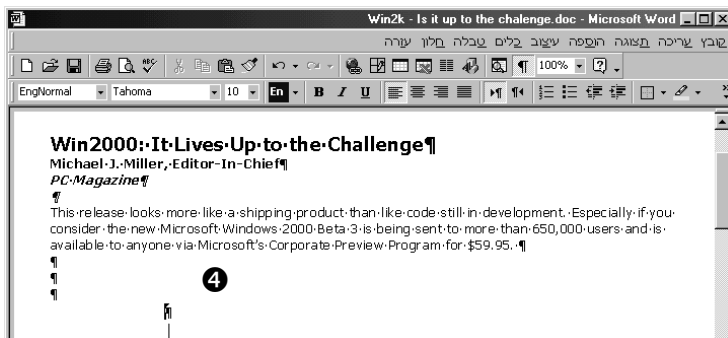 Win2k - Is it up to the chalenge.doc - Microsoft Word
קובץ עריכה תצוגה הוספה עיצוב כלים טבלה חלון עזרה
100%
EngNormal Tahoma 10 En B I U
Win2000: It Lives Up to the Challenge¶
Michael J. Miller, Editor-In-Chief¶
PC Magazine¶
¶
This release looks more like a shipping product than like code still in development. Especially if you
consider the new Microsoft Windows 2000 Beta 3 is being sent to more than 650,000 users and is
available to anyone via Microsoft's Corporate Preview Program for $59.95. ¶
¶
¶
¶
4
¶